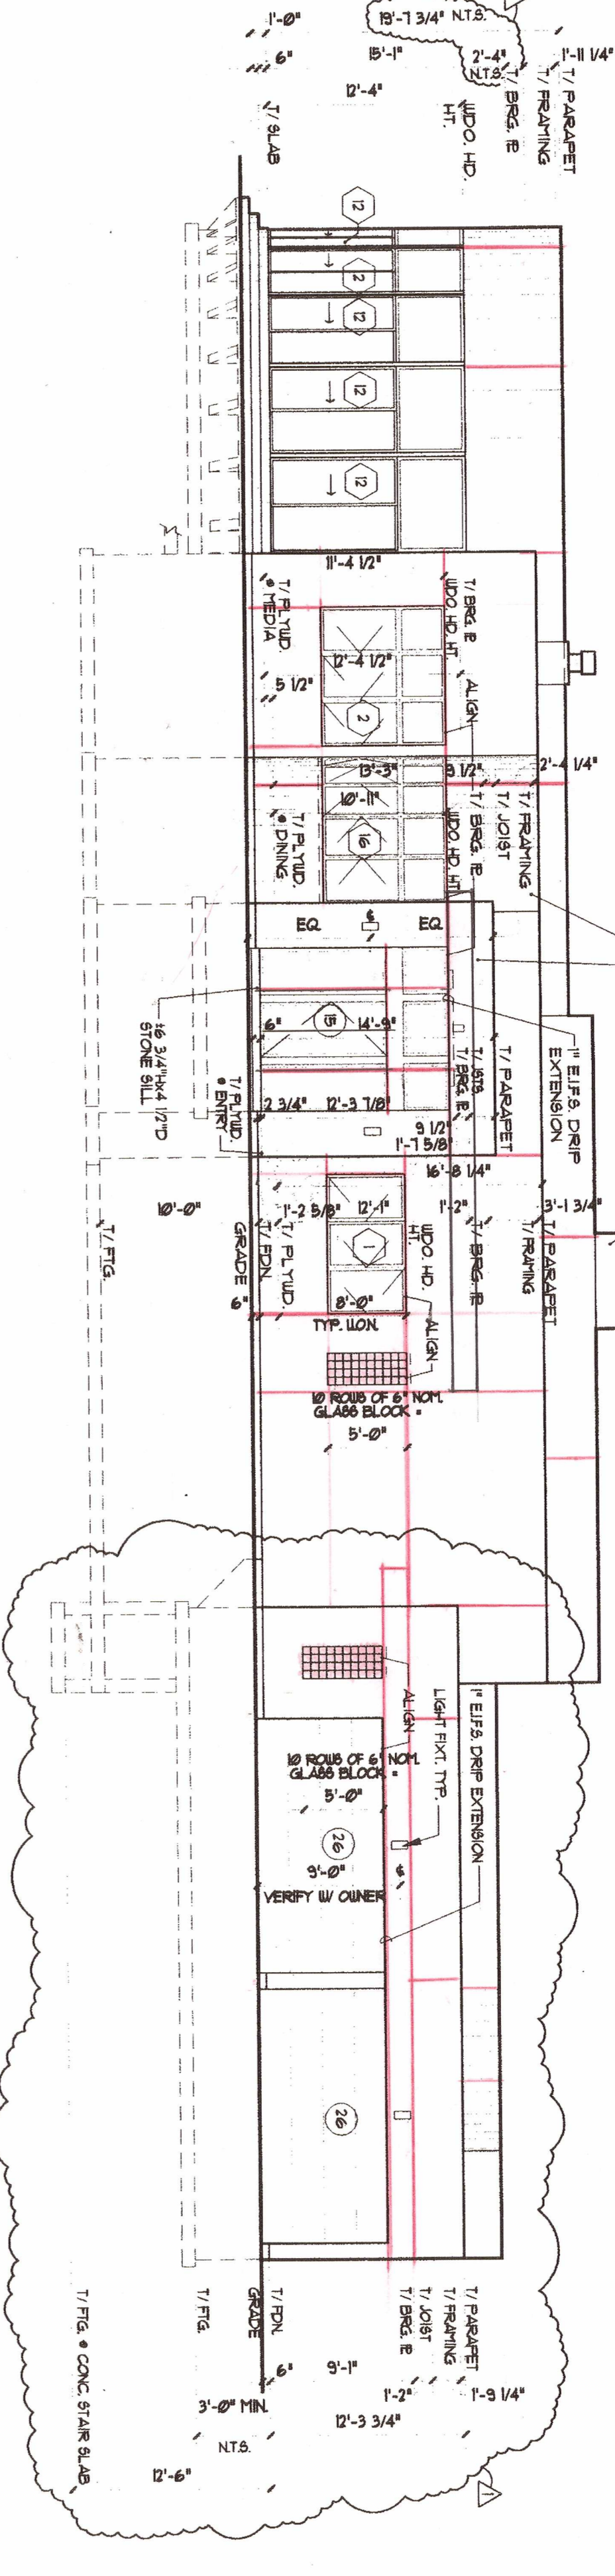 1'-0"
19'-7 3/4" N.T.S.
6"
15'-1"
2'-4"
N.T.S.
1'-11 1/4"
12'-4"
T/ SLAB
WDO. HD.
HT.
T/ BRG. PL
T/ FRAMING
T/ PARAPET
12
2
12
12
12
11'-4 1/2"
T/ PLYWD.
@ MEDIA
T/ BRG. PL
WDO. HD. HT.
12'-4 1/2"
5 1/2"
ALIGN
2
13'-3"
9 1/2"
2'-4 1/4"
10'-11"
T/ PLYWD.
@ DINING
16
WDO. HD. HT.
T/ BRG. PL
T/ JOIST
T/ FRAMING
EQ
EQ
15
6"
14'-9"
16 3/4"Hx4 1/2"D
STONE SILL
T/ PLYWD.
@ ENTRY
T/ BRG. PL
T/ JSTS.
T/ PARAPET
1" E.I.F.S. DRIP
EXTENSION
2 3/4"
12'-3 7/8"
9 1/2"
1'-7 5/8"
16'-8 1/4"
10'-0"
1'-2 5/8"
12'-1"
1'-2"
3'-1 3/4"
T/ FTG.
GRADE
T/ FDN.
T/ PLYWD.
1
WDO. HD.
HT.
T/ BRG. PL
T/ FRAMING
T/ PARAPET
6"
8'-0"
TYP. UON.
ALIGN
10 ROWS OF 6" NOM.
GLASS BLOCK =
5'-0"
ALIGN
LIGHT FIXT. TYP.
1" E.I.F.S. DRIP EXTENSION
10 ROWS OF 6" NOM.
GLASS BLOCK =
5'-0"
26
9'-0"
VERIFY W/ OWNER
26
T/ FTG. @ CONC. STAIR SLAB
T/ FTG.
GRADE
T/ FDN.
T/ BRG. PL
T/ JOIST
T/ FRAMING
T/ PARAPET
6"
9'-1"
1'-2"
1'-9 1/4"
3'-0" MIN.
12'-3 3/4"
N.T.S.
12'-6"
1